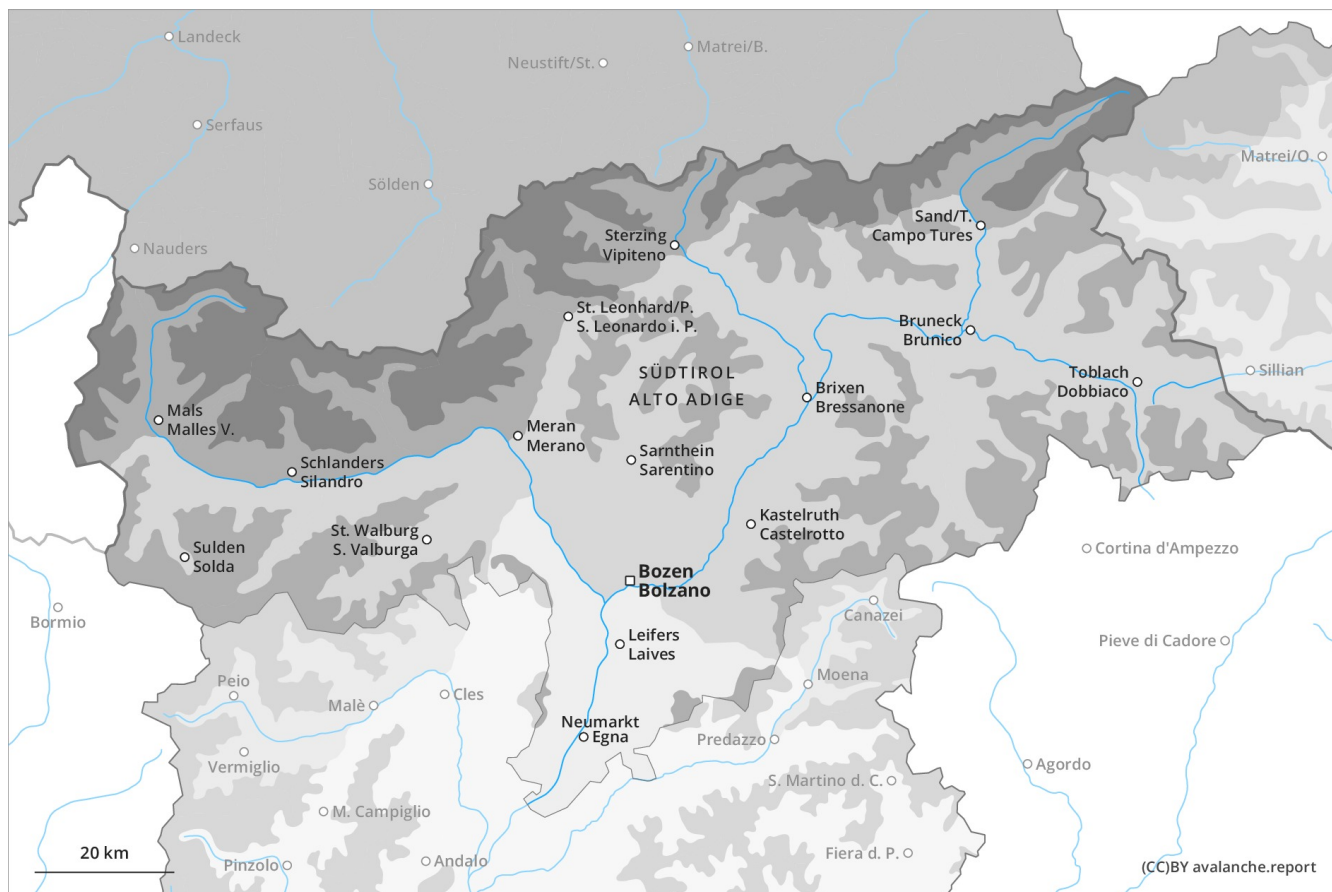 Landeck
Matrei/B.
Neustift/St.
Serfaus
Matrei/O.
Sölden
Sand/T.
Campo Tures
Sterzing
Vipiteno
Nauders
St. Leonhard/P.
S. Leonardo i. P.
Bruneck
Brunico
SÜDTIROL
ALTO ADIGE
Toblach
Dobbiaco
Sillian
Brixen
Bressanone
Mals
Malles V.
Meran
Merano
Schlanders
Silandro
Sarnthein
Sarentino
St. Walburg
S. Valburga
Kastelruth
Castelrotto
Sulden
Solda
Cortina d'Ampezzo
Bozen
Bolzano
Bormio
Canazei
Leifers
Laives
Pieve di Cadore
Peio
Moena
Malè
Cles
Neumarkt
Egna
Predazzo
Vermiglio
Agordo
S. Martino d. C.
M. Campiglio
20 km
Pinzolo
Andalo
Fiera d. P.
(CC)BY avalanche.report